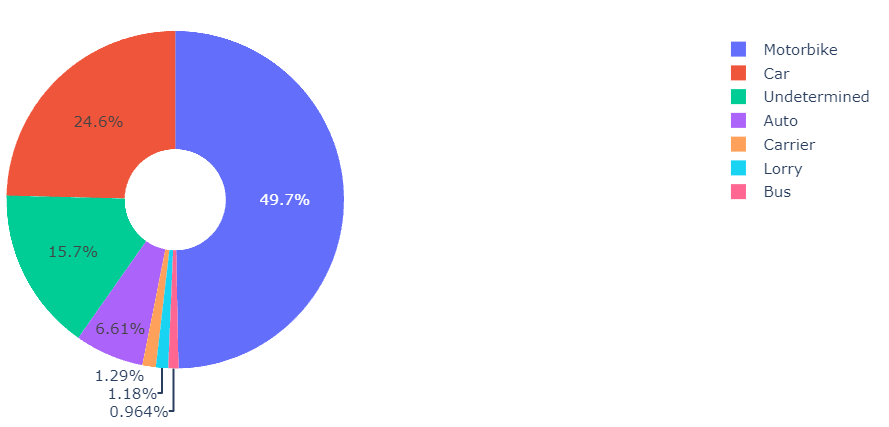 24.6%
49.7%
15.7%
6.61%
1.29%
1.18%
0.964%
Motorbike
Car
Undetermined
Auto
Carrier
Lorry
Bus